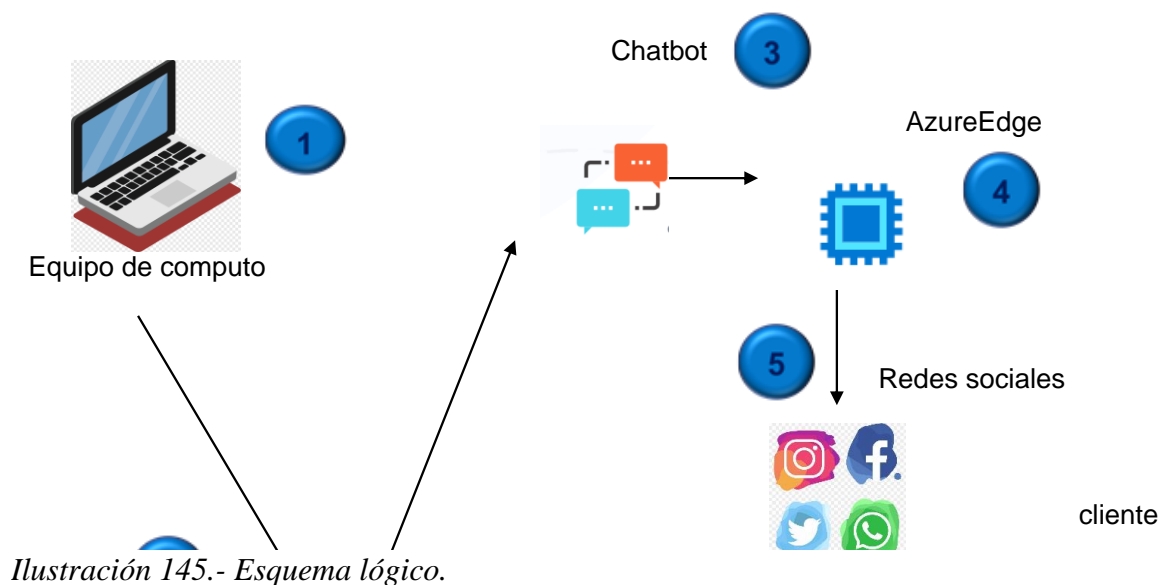 Chatbot
3
1
AzureEdge
4
Equipo de computo
5
Redes sociales
cliente
Ilustración 145.- Esquema lógico.